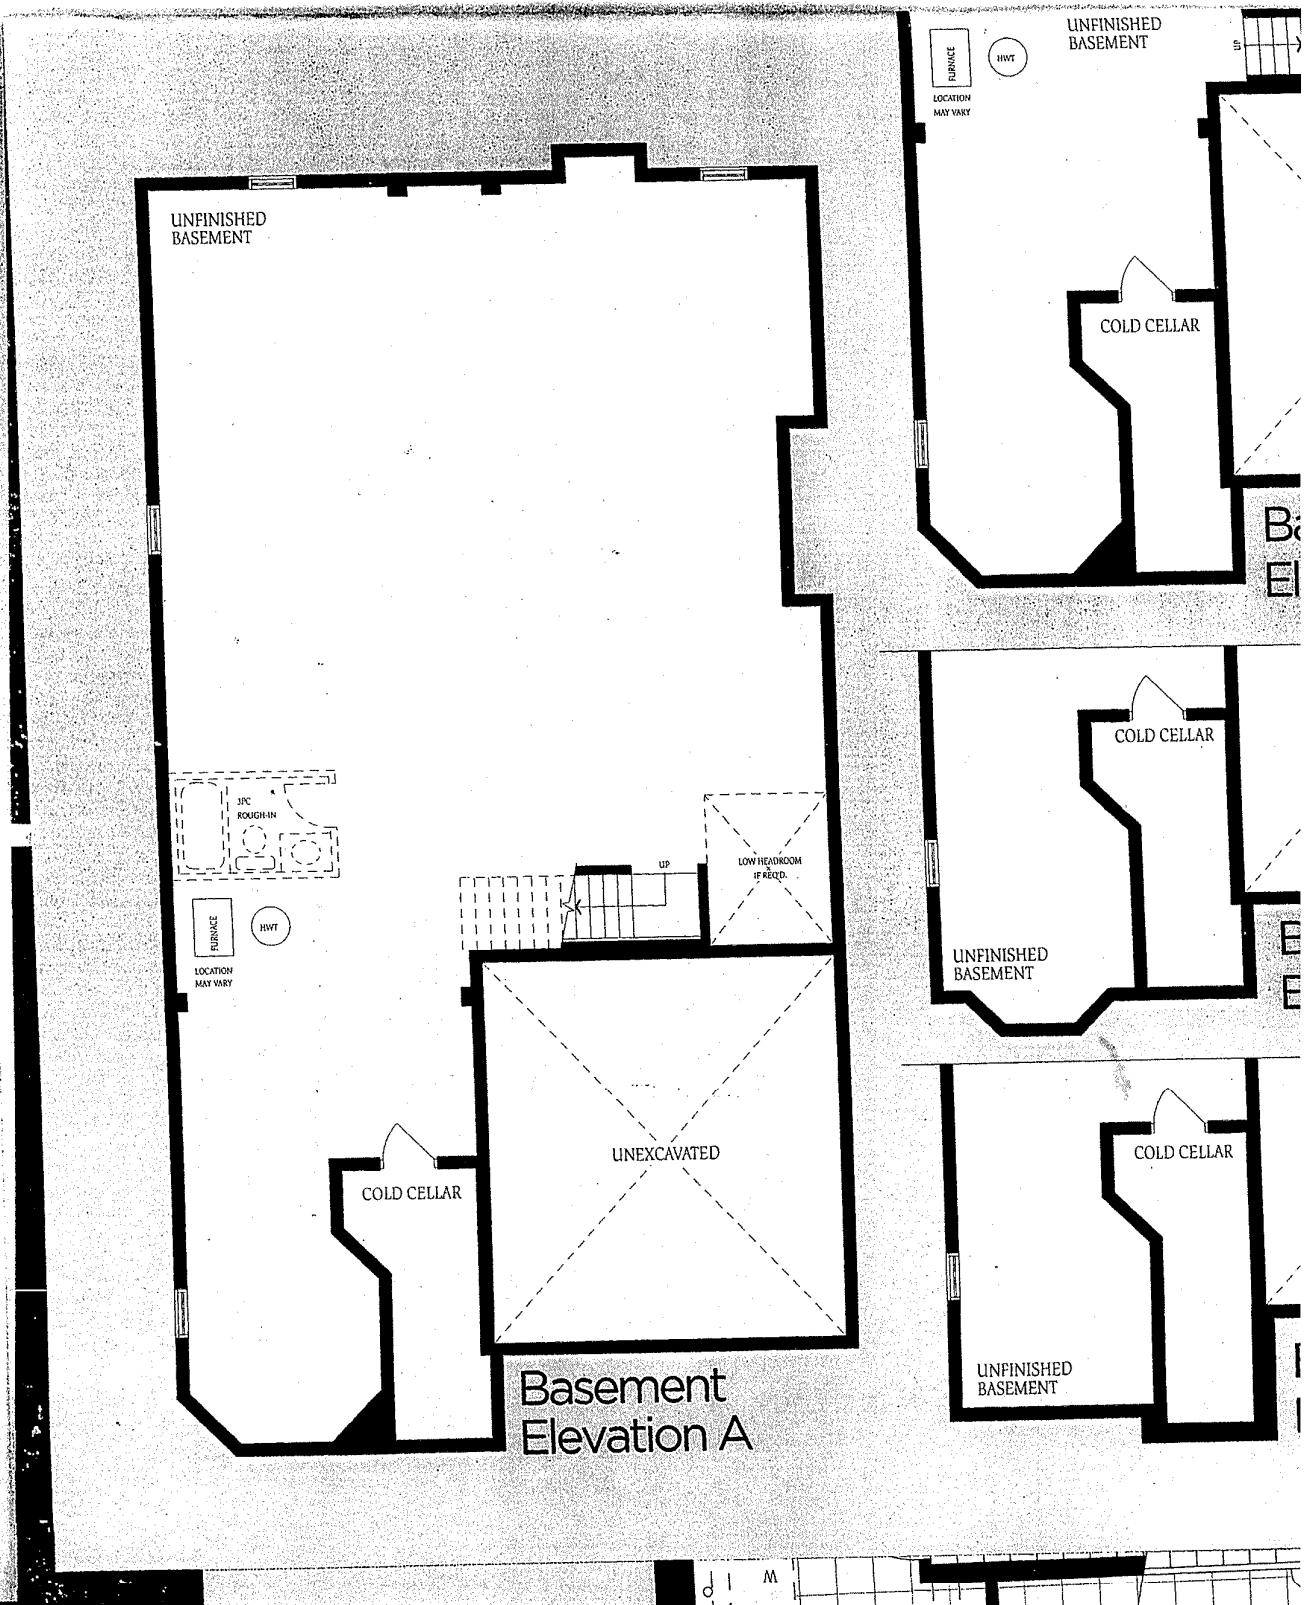 UNFINISHED
BASEMENT
3PC
ROUGH-IN
UP
LOW HEADROOM
IF REQ'D.
FURNACE
HWT
LOCATION
MAY VARY
UNEXCAVATED
COLD CELLAR
Basement
Elevation A
FURNACE
HWT
LOCATION
MAY VARY
UNFINISHED
BASEMENT
UP
COLD CELLAR
Ba
El
COLD CELLAR
UNFINISHED
BASEMENT
COLD CELLAR
UNFINISHED
BASEMENT
W